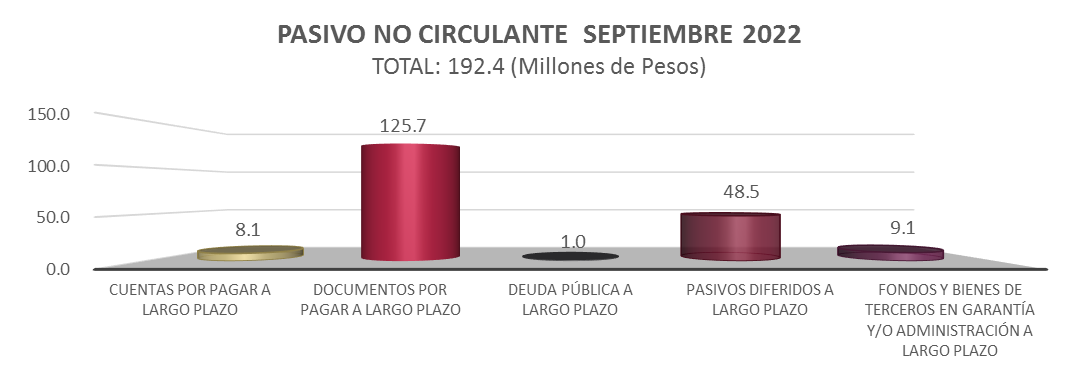 PASIVO NO CIRCULANTE  SEPTIEMBRE 2022
TOTAL: 192.4 (Millones de Pesos)
150.0
100.0
50.0
0.0
8.1
125.7
1.0
48.5
9.1
CUENTAS POR PAGAR A
LARGO PLAZO
DOCUMENTOS POR
PAGAR A LARGO PLAZO
DEUDA PÚBLICA A
LARGO PLAZO
PASIVOS DIFERIDOS A
LARGO PLAZO
FONDOS Y BIENES DE
TERCEROS EN GARANTÍA
Y/O ADMINISTRACIÓN A
LARGO PLAZO